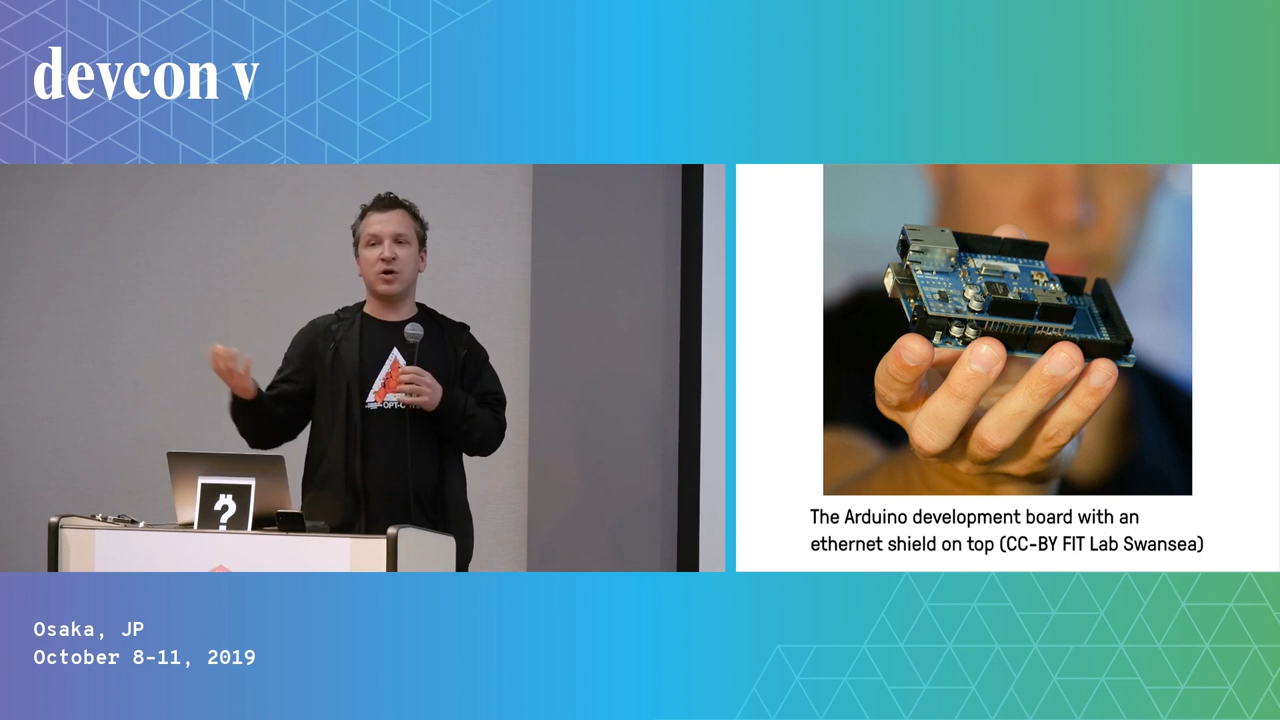 devcon v
OPT-
?
The Arduino development board with an
ethernet shield on top (CC-BY FIT Lab Swansea)
Osaka, JP
October 8-11, 2019